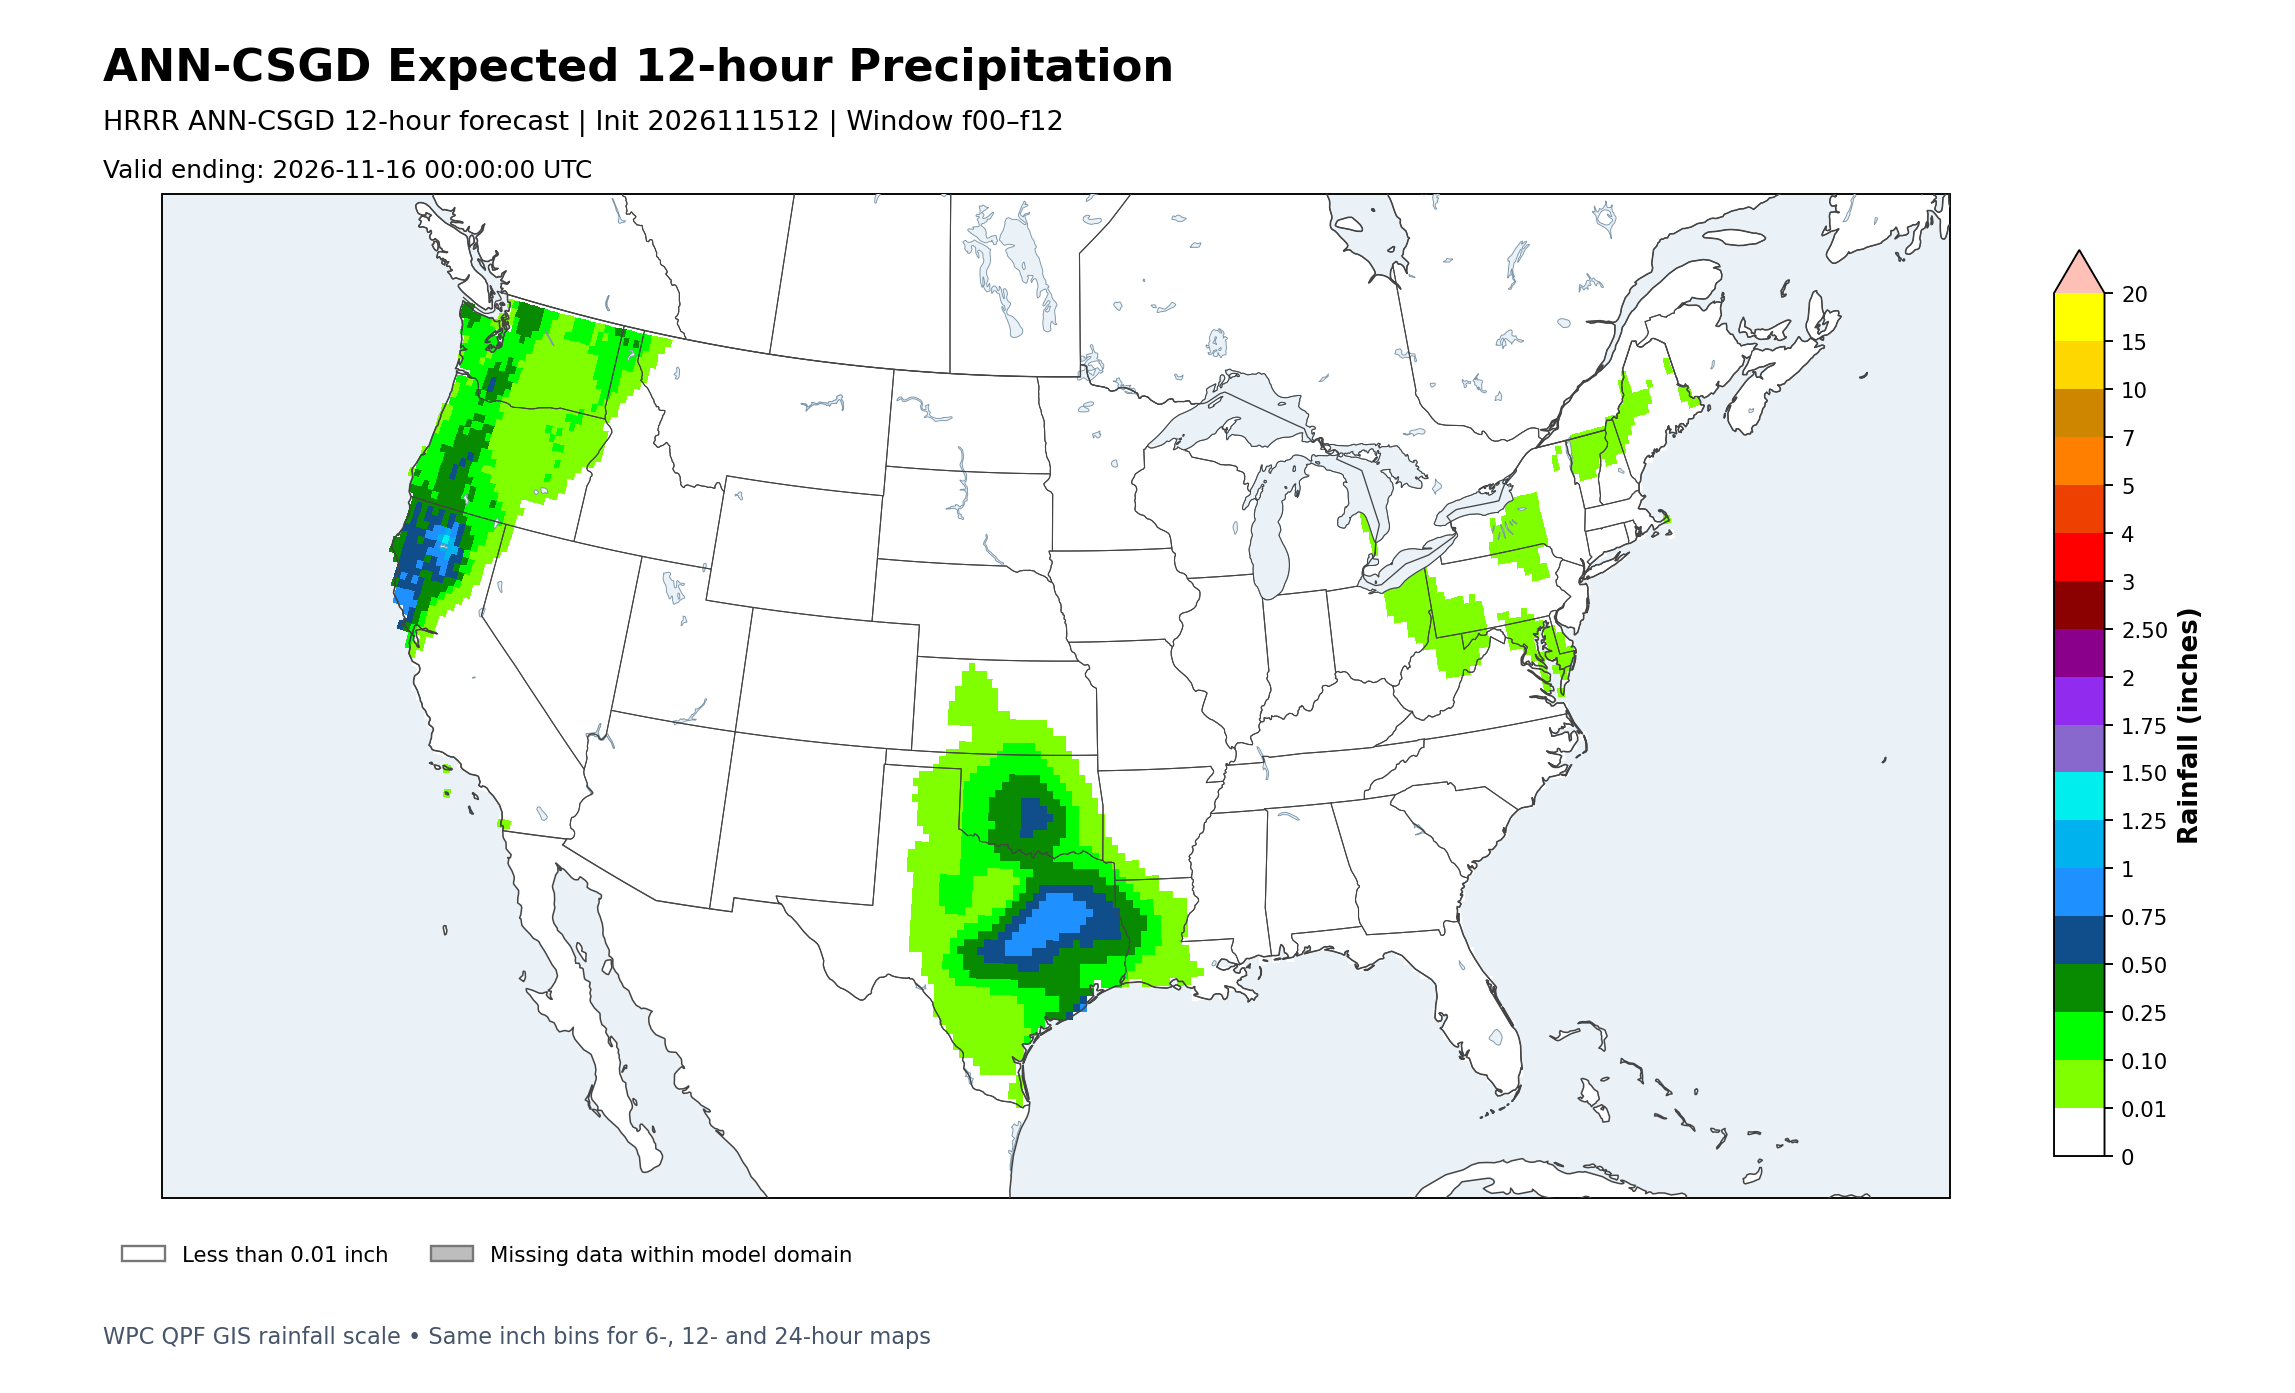 ANN-CSGD Expected 12-hour Precipitation
HRRR ANN-CSGD 12-hour forecast | Init 2026111512 | Window f00–f12
Valid ending: 2026-11-16 00:00:00 UTC
20
15
10
7
5
4
3
2.50
2
1.75
1.50
1.25
1
0.75
0.50
0.25
0.10
0.01
0
Rainfall (inches)
Less than 0.01 inch
Missing data within model domain
WPC QPF GIS rainfall scale • Same inch bins for 6-, 12- and 24-hour maps